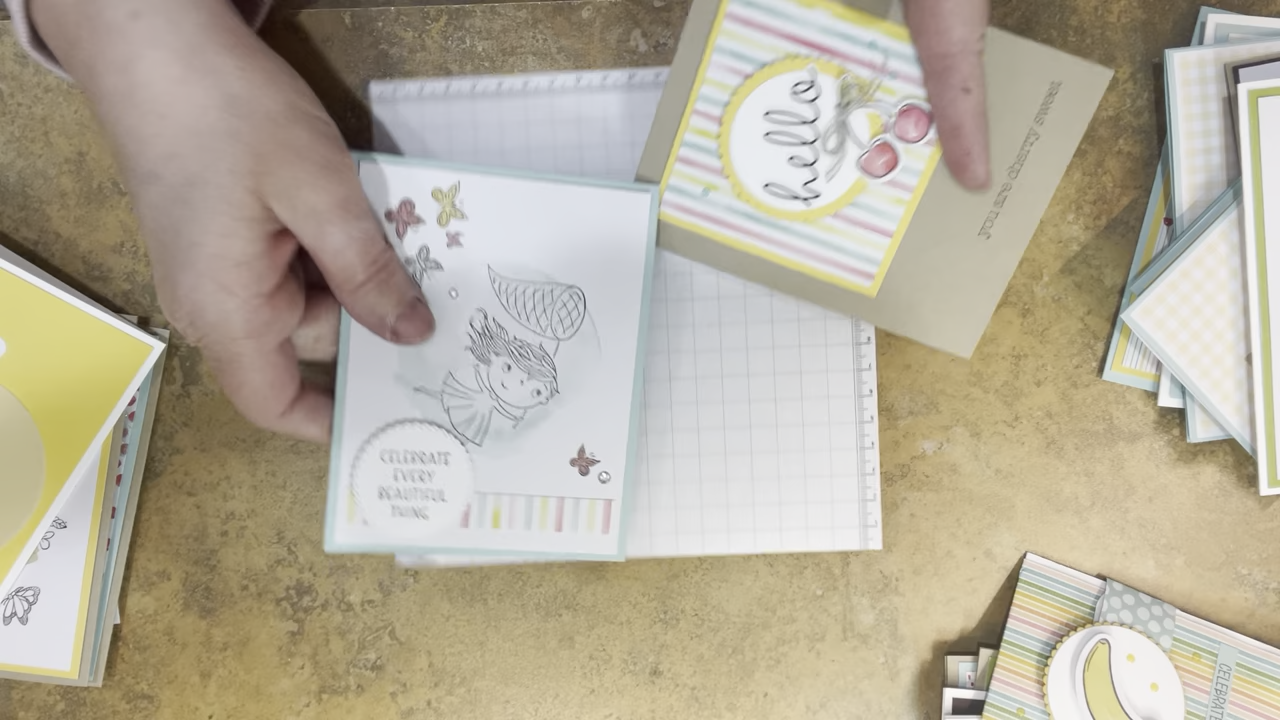 hello
you are cherry sweet
CELEBRATE
EVERY
BEAUTIFUL
THING